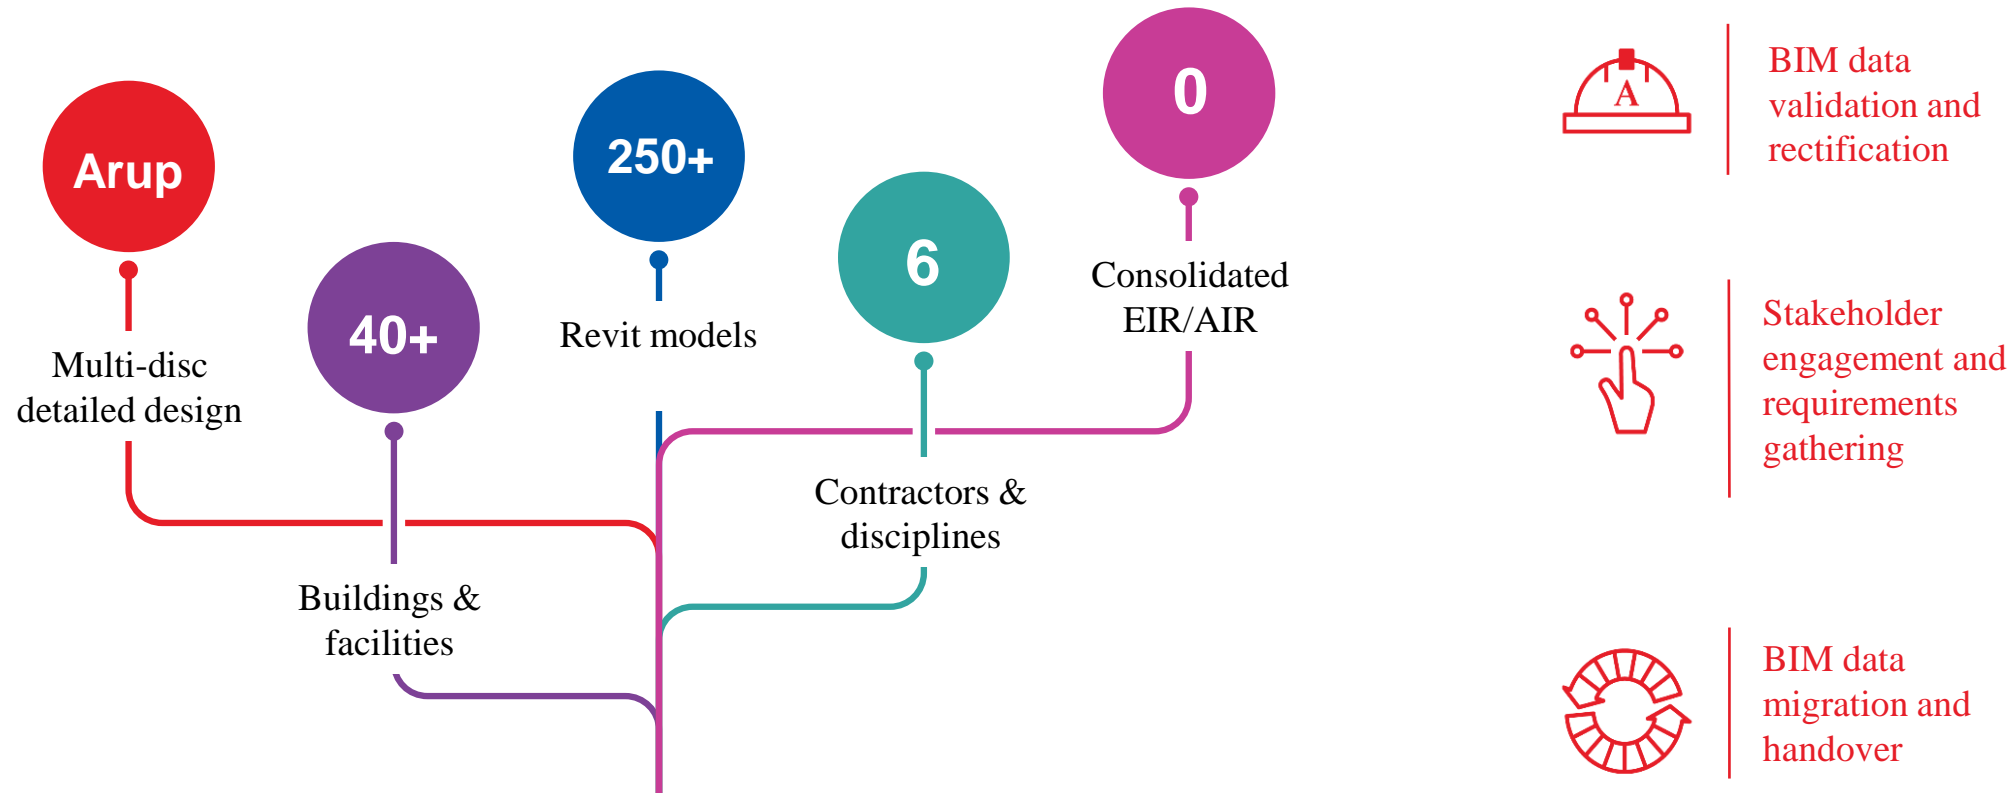 Arup
Multi-disc
detailed design
40+
Buildings &
facilities
250+
Revit models
6
Contractors &
disciplines
0
Consolidated
EIR/AIR
A
BIM data
validation and
rectification
Stakeholder
engagement and
requirements
gathering
BIM data
migration and
handover